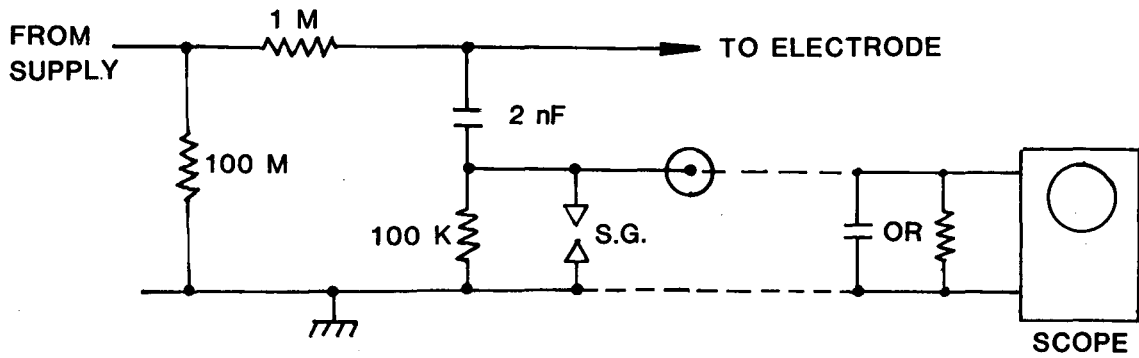 1 M
FROM
SUPPLY
TO ELECTRODE
2 nF
100 M
100 K
S.G.
OR
SCOPE